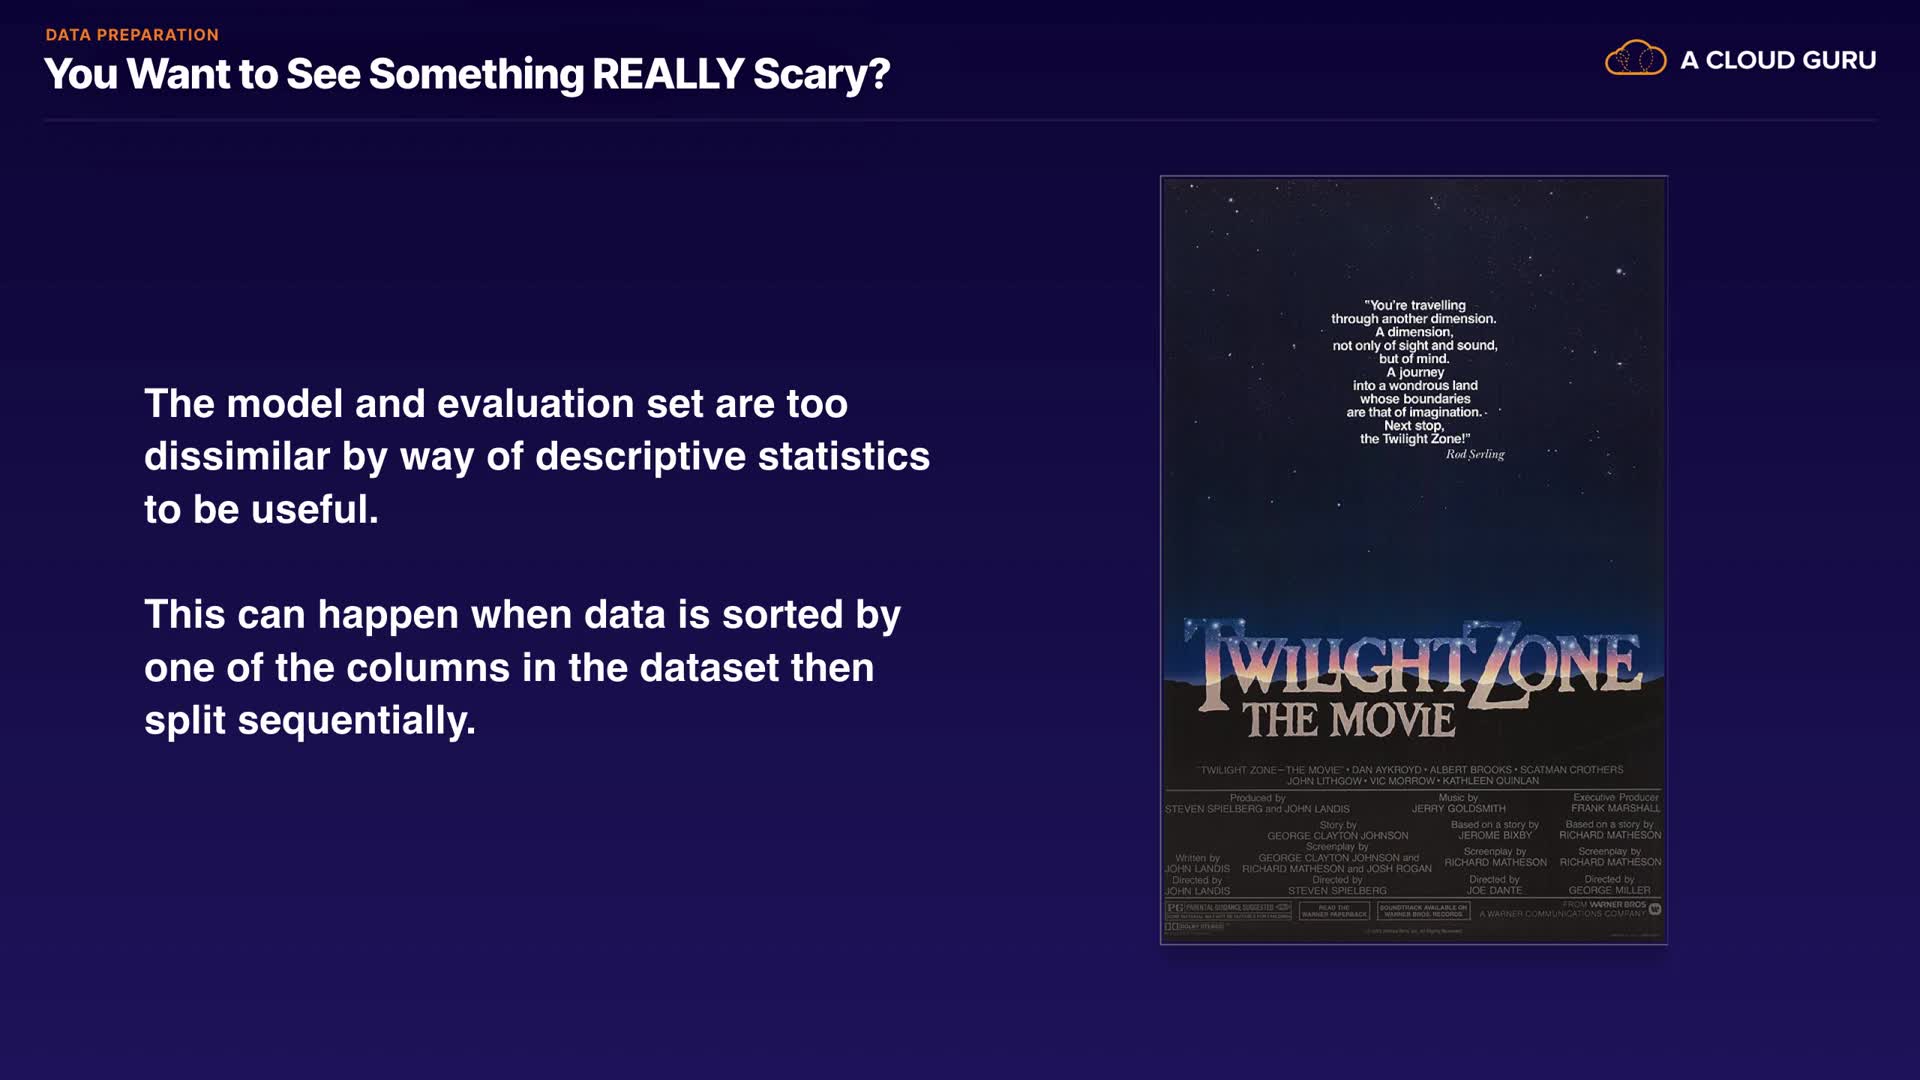 DATA PREPARATION
You Want to See Something REALLY Scary?
A CLOUD GURU
The model and evaluation set are too
dissimilar by way of descriptive statistics
to be useful.
This can happen when data is sorted by
one of the columns in the dataset then
split sequentially.
"You're travelling
through another dimension.
A dimension,
not only of sight and sound,
but of mind.
A journey
into a wondrous land
whose boundaries
are that of imagination.
Next stop,
the Twilight Zone!"
Rod Serling
TWILIGHT ZONE
THE MOVIE
"TWILIGHT ZONE—THE MOVIE" • DAN AYKROYD • ALBERT BROOKS • SCATMAN CROTHERS
JOHN LITHGOW • VIC MORROW • KATHLEEN QUINLAN
Produced by
STEVEN SPIELBERG and JOHN LANDIS
Music by
JERRY GOLDSMITH
Executive Producer
FRANK MARSHALL
Written by
JOHN LANDIS
Directed by
JOHN LANDIS
Story by
GEORGE CLAYTON JOHNSON
Screenplay by
GEORGE CLAYTON JOHNSON and
RICHARD MATHESON and JOSH ROGAN
Directed by
STEVEN SPIELBERG
Based on a story by
JEROME BIXBY
Screenplay by
RICHARD MATHESON
Directed by
JOE DANTE
Based on a story by
RICHARD MATHESON
Screenplay by
RICHARD MATHESON
Directed by
GEORGE MILLER
PG PARENTAL GUIDANCE SUGGESTED
DOLBY STEREO
READ THE
WARNER PAPERBACK
SOUNDTRACK AVAILABLE ON
WARNER BROS. RECORDS
FROM WARNER BROS
A WARNER COMMUNICATIONS COMPANY